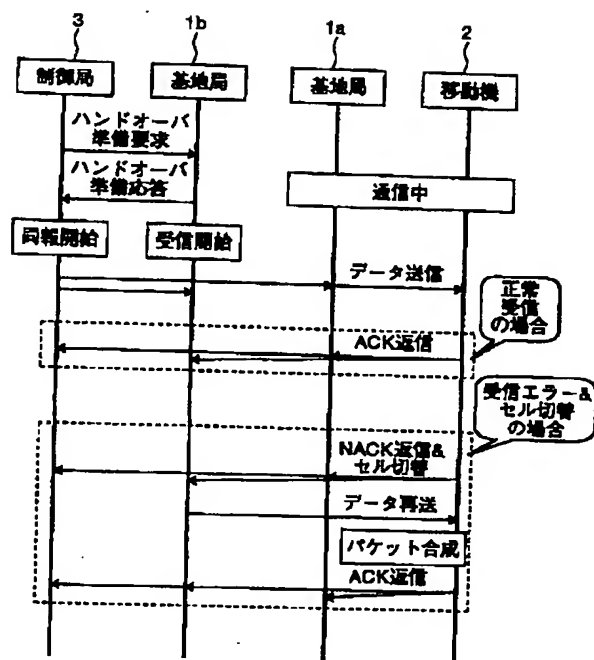 3
1b
1a
2
制御局
基地局
基地局
移動機
ハンドオーバ
準備要求
ハンドオーバ
準備応答
通信中
同報開始
受信開始
データ送信
正常
受信
の場合
ACK返信
受信エラー&
セル切替
の場合
NACK返信&
セル切替
データ再送
パケット合成
ACK返信